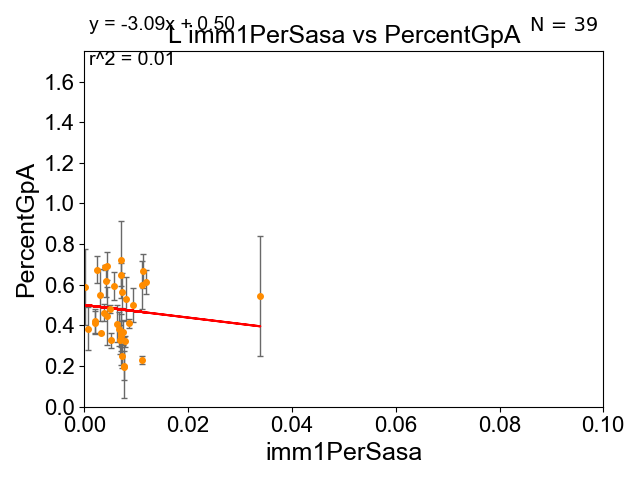 y = -3.09x + 0.50
N = 39
L imm1PerSasa vs PercentGpA
r^2 = 0.01
1.6
1.4
1.2
1.0
0.8
0.6
0.4
0.2
0.0
PercentGpA
0.00 0.02 0.04 0.06 0.08 0.10
imm1PerSasa